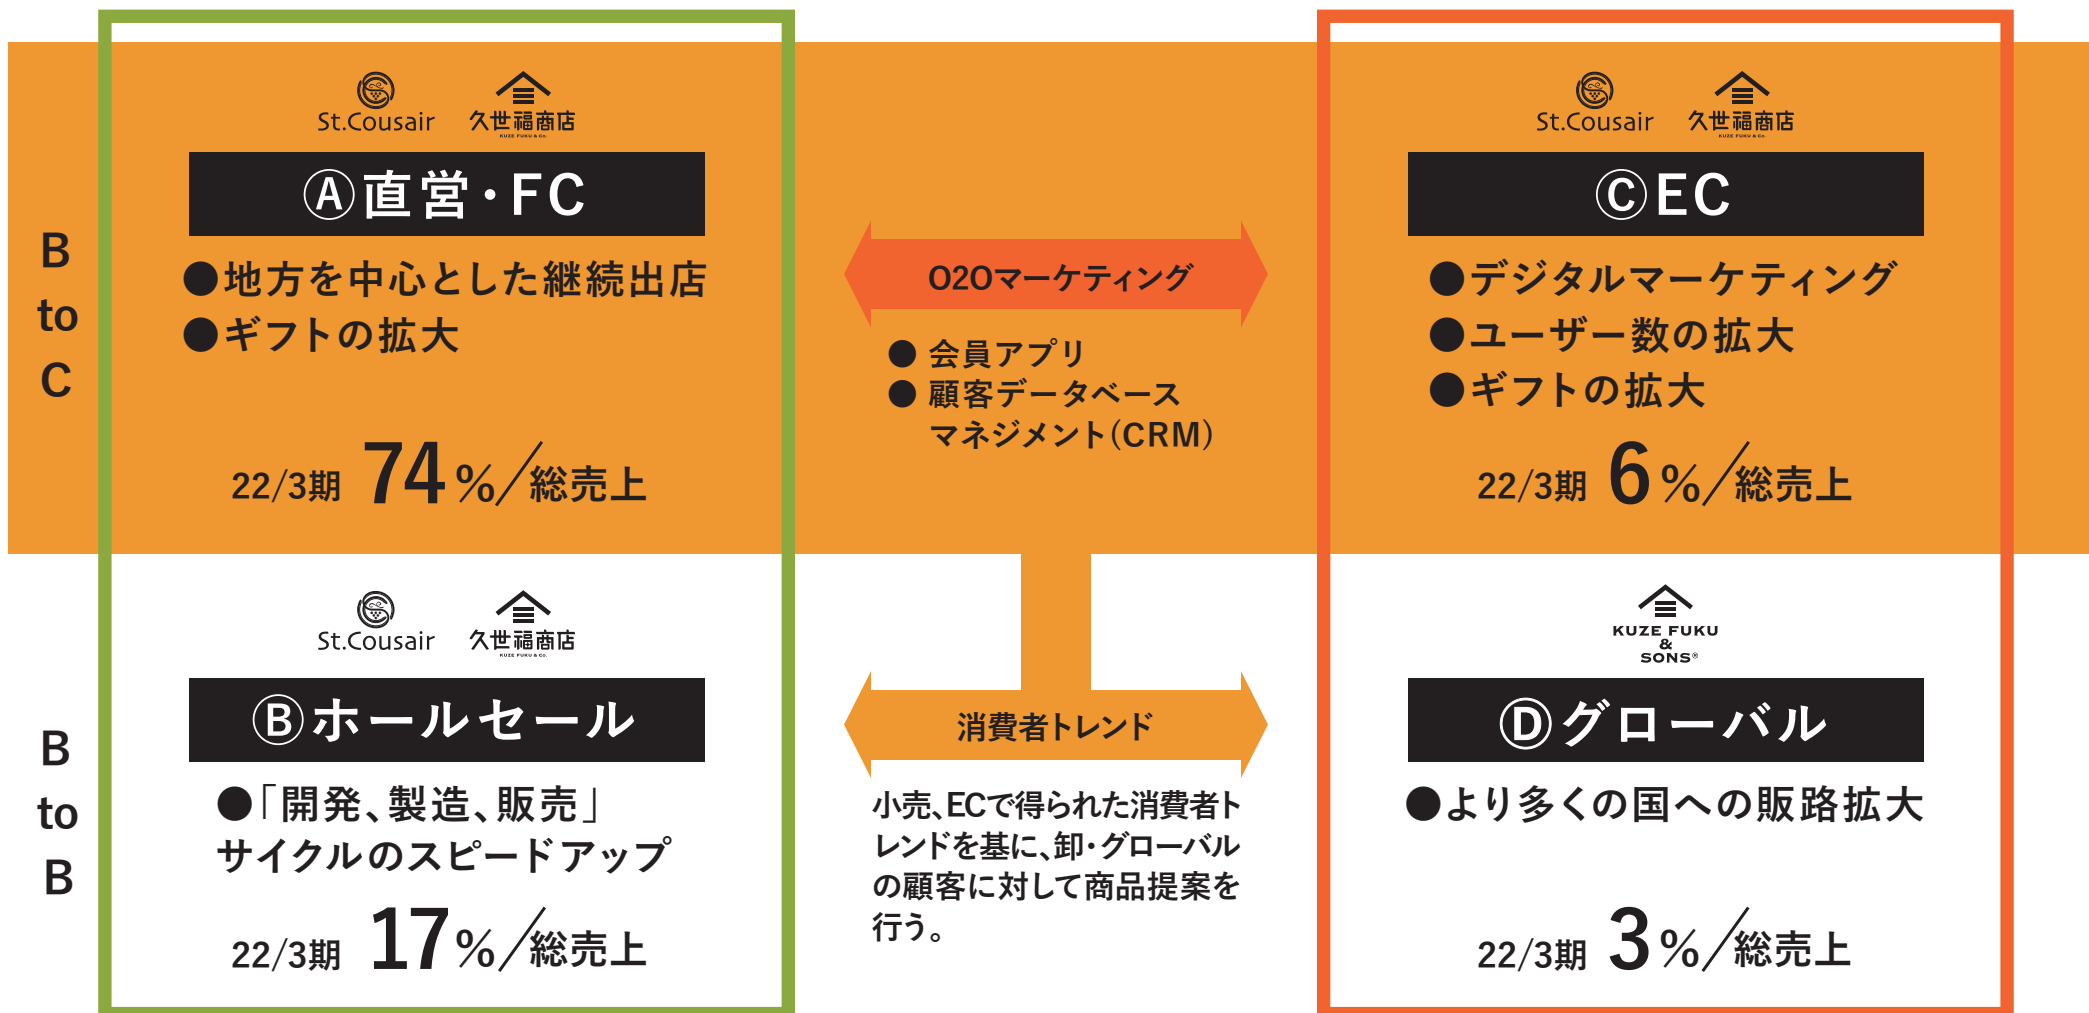 B
to
C
St.Cousair
久世福商店
KUZE FUKU & Co.
Ⓐ直営・FC
●地方を中心とした継続出店
●ギフトの拡大
22/3期 74%／総売上
O2Oマーケティング
● 会員アプリ
● 顧客データベース
マネジメント(CRM)
St.Cousair
久世福商店
KUZE FUKU & Co.
ⒸEC
●デジタルマーケティング
●ユーザー数の拡大
●ギフトの拡大
22/3期 6%／総売上
B
to
B
St.Cousair
久世福商店
KUZE FUKU & Co.
Ⓑホールセール
●「開発、製造、販売」
サイクルのスピードアップ
22/3期 17%／総売上
消費者トレンド
小売、ECで得られた消費者ト
レンドを基に、卸・グローバル
の顧客に対して商品提案を
行う。
KUZE FUKU
&
SONS®
Ⓓグローバル
●より多くの国への販路拡大
22/3期 3%／総売上